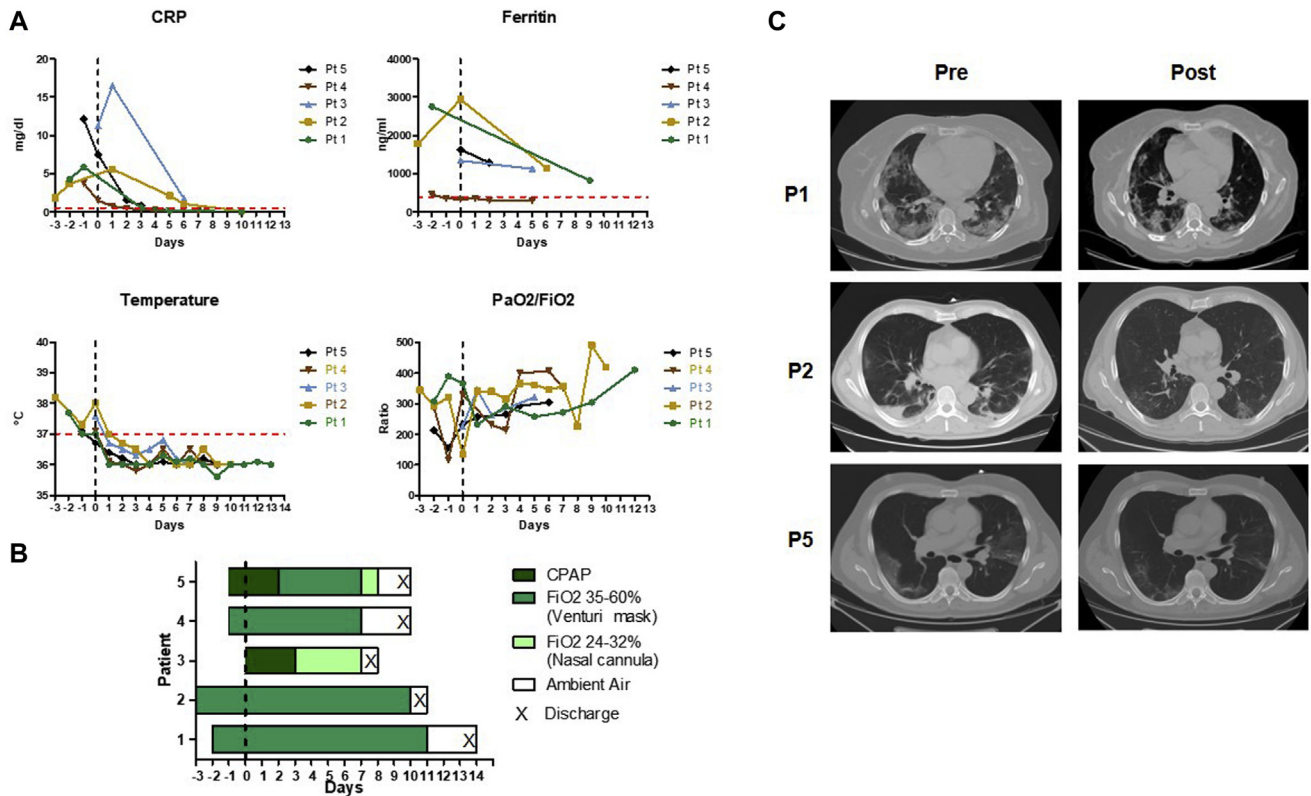 A
CRP
mg/dl
20
15
10
5
0
-3 -2 -1 0 1 2 3 4 5 6 7 8 9 10 11 12 13
Days
Pt 5
Pt 4
Pt 3
Pt 2
Pt 1
Ferritin
ng/ml
4000
3000
2000
1000
0
-3 -2 -1 0 1 2 3 4 5 6 7 8 9 10 11 12 13
Days
Pt 5
Pt 4
Pt 3
Pt 2
Pt 1
Temperature
°C
40
39
38
37
36
35
-3 -2 -1 0 1 2 3 4 5 6 7 8 9 10 11 12 13 14
Days
Pt 5
Pt 4
Pt 3
Pt 2
Pt 1
PaO2/FiO2
Ratio
500
400
300
200
100
0
-3 -2 -1 0 1 2 3 4 5 6 7 8 9 10 11 12 13
Days
Pt 5
Pt 4
Pt 3
Pt 2
Pt 1
B
Patient
5
X
4
X
3
X
2
X
1
X
-3 -2 -1 0 1 2 3 4 5 6 7 8 9 10 11 12 13 14
Days
CPAP
FiO2 35-60%
(Venturi mask)
FiO2 24-32%
(Nasal cannula)
Ambient Air
X Discharge
C
Pre Post
P1
P2
P5